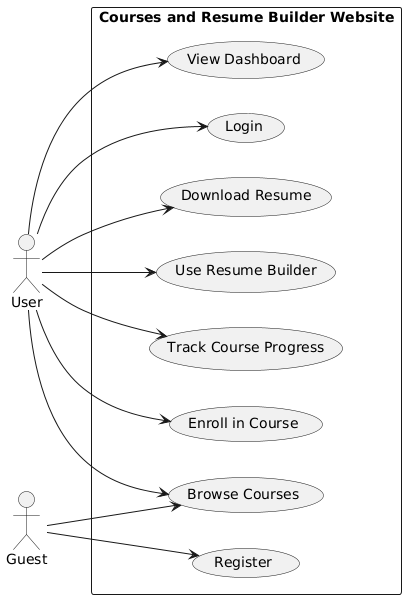 Courses and Resume Builder Website
View Dashboard
Login
Download Resume
Use Resume Builder
User
Track Course Progress
Enroll in Course
Browse Courses
Guest
Register